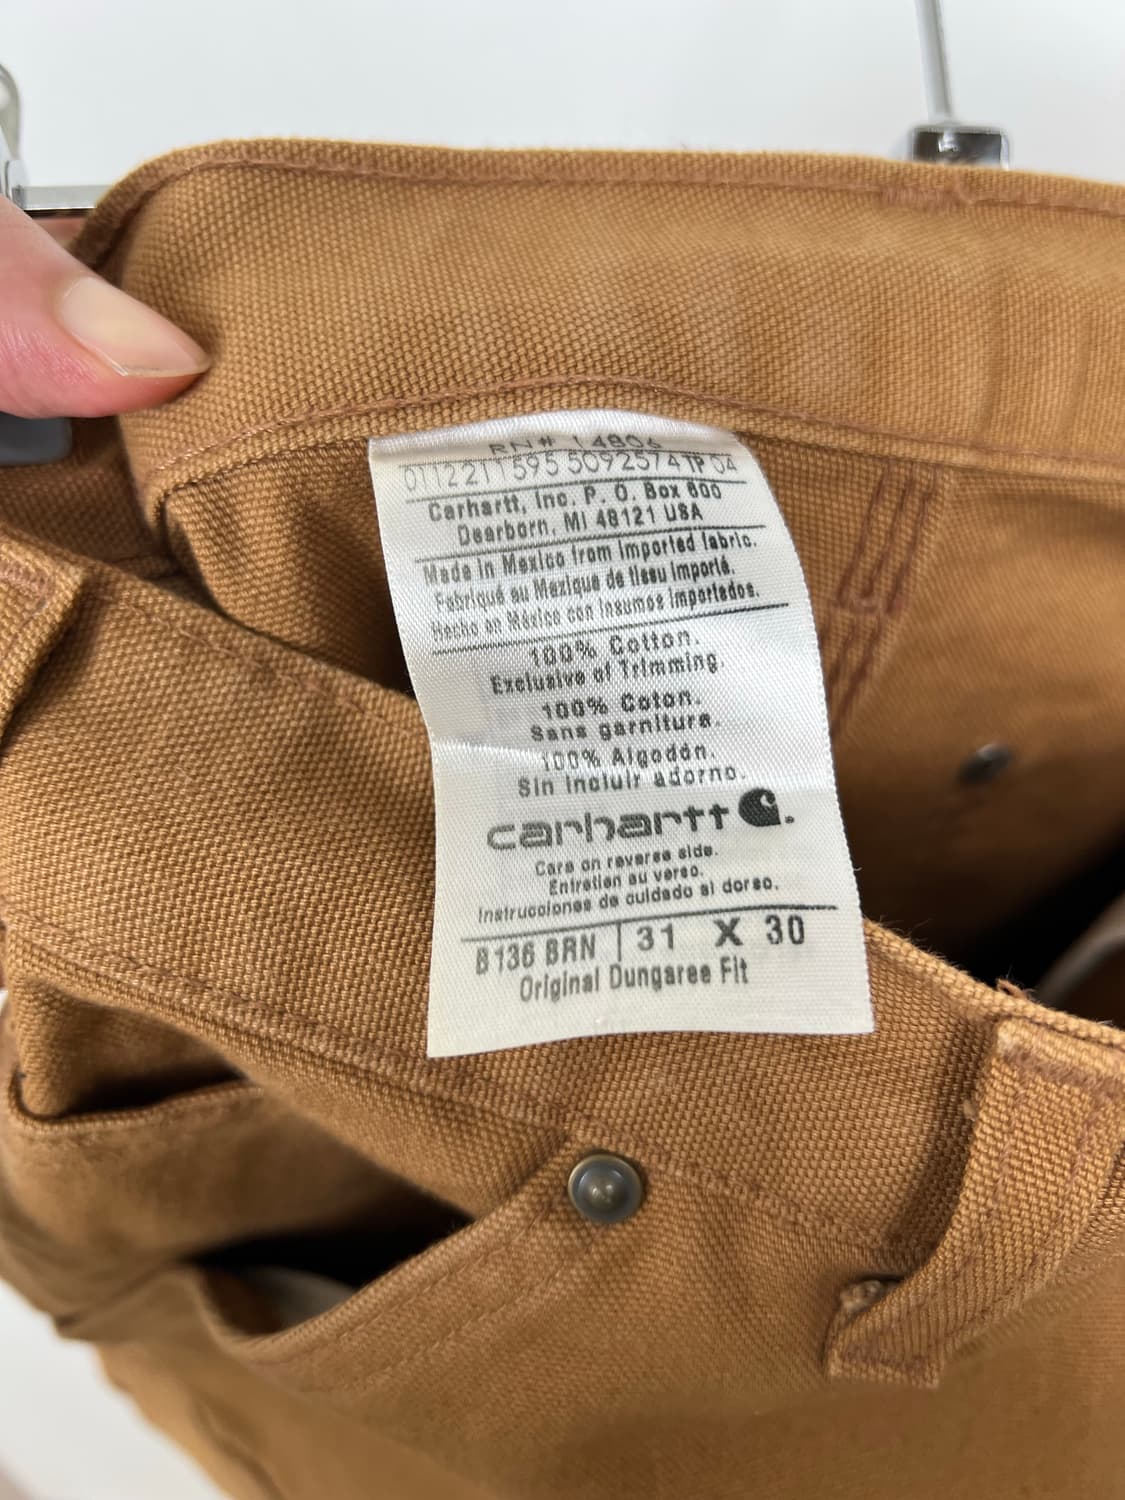 RN# 14806
0112211595 5092574 TP 04
Carhartt, Inc. P. O. Box 600
Dearborn, MI 48121 USA
Made in Mexico from imported fabric.
Fabriqué au Mexique de tissu importé.
Hecho en México con insumos importados.
100% Cotton.
Exclusive of Trimming.
100% Coton.
Sans garniture.
100% Algodón.
Sin incluir adorno.
carhartt
Care on reverse side.
Entretien au verso.
Instrucciones de cuidado al dorso.
B136 BRN | 31 X 30
Original Dungaree Fit